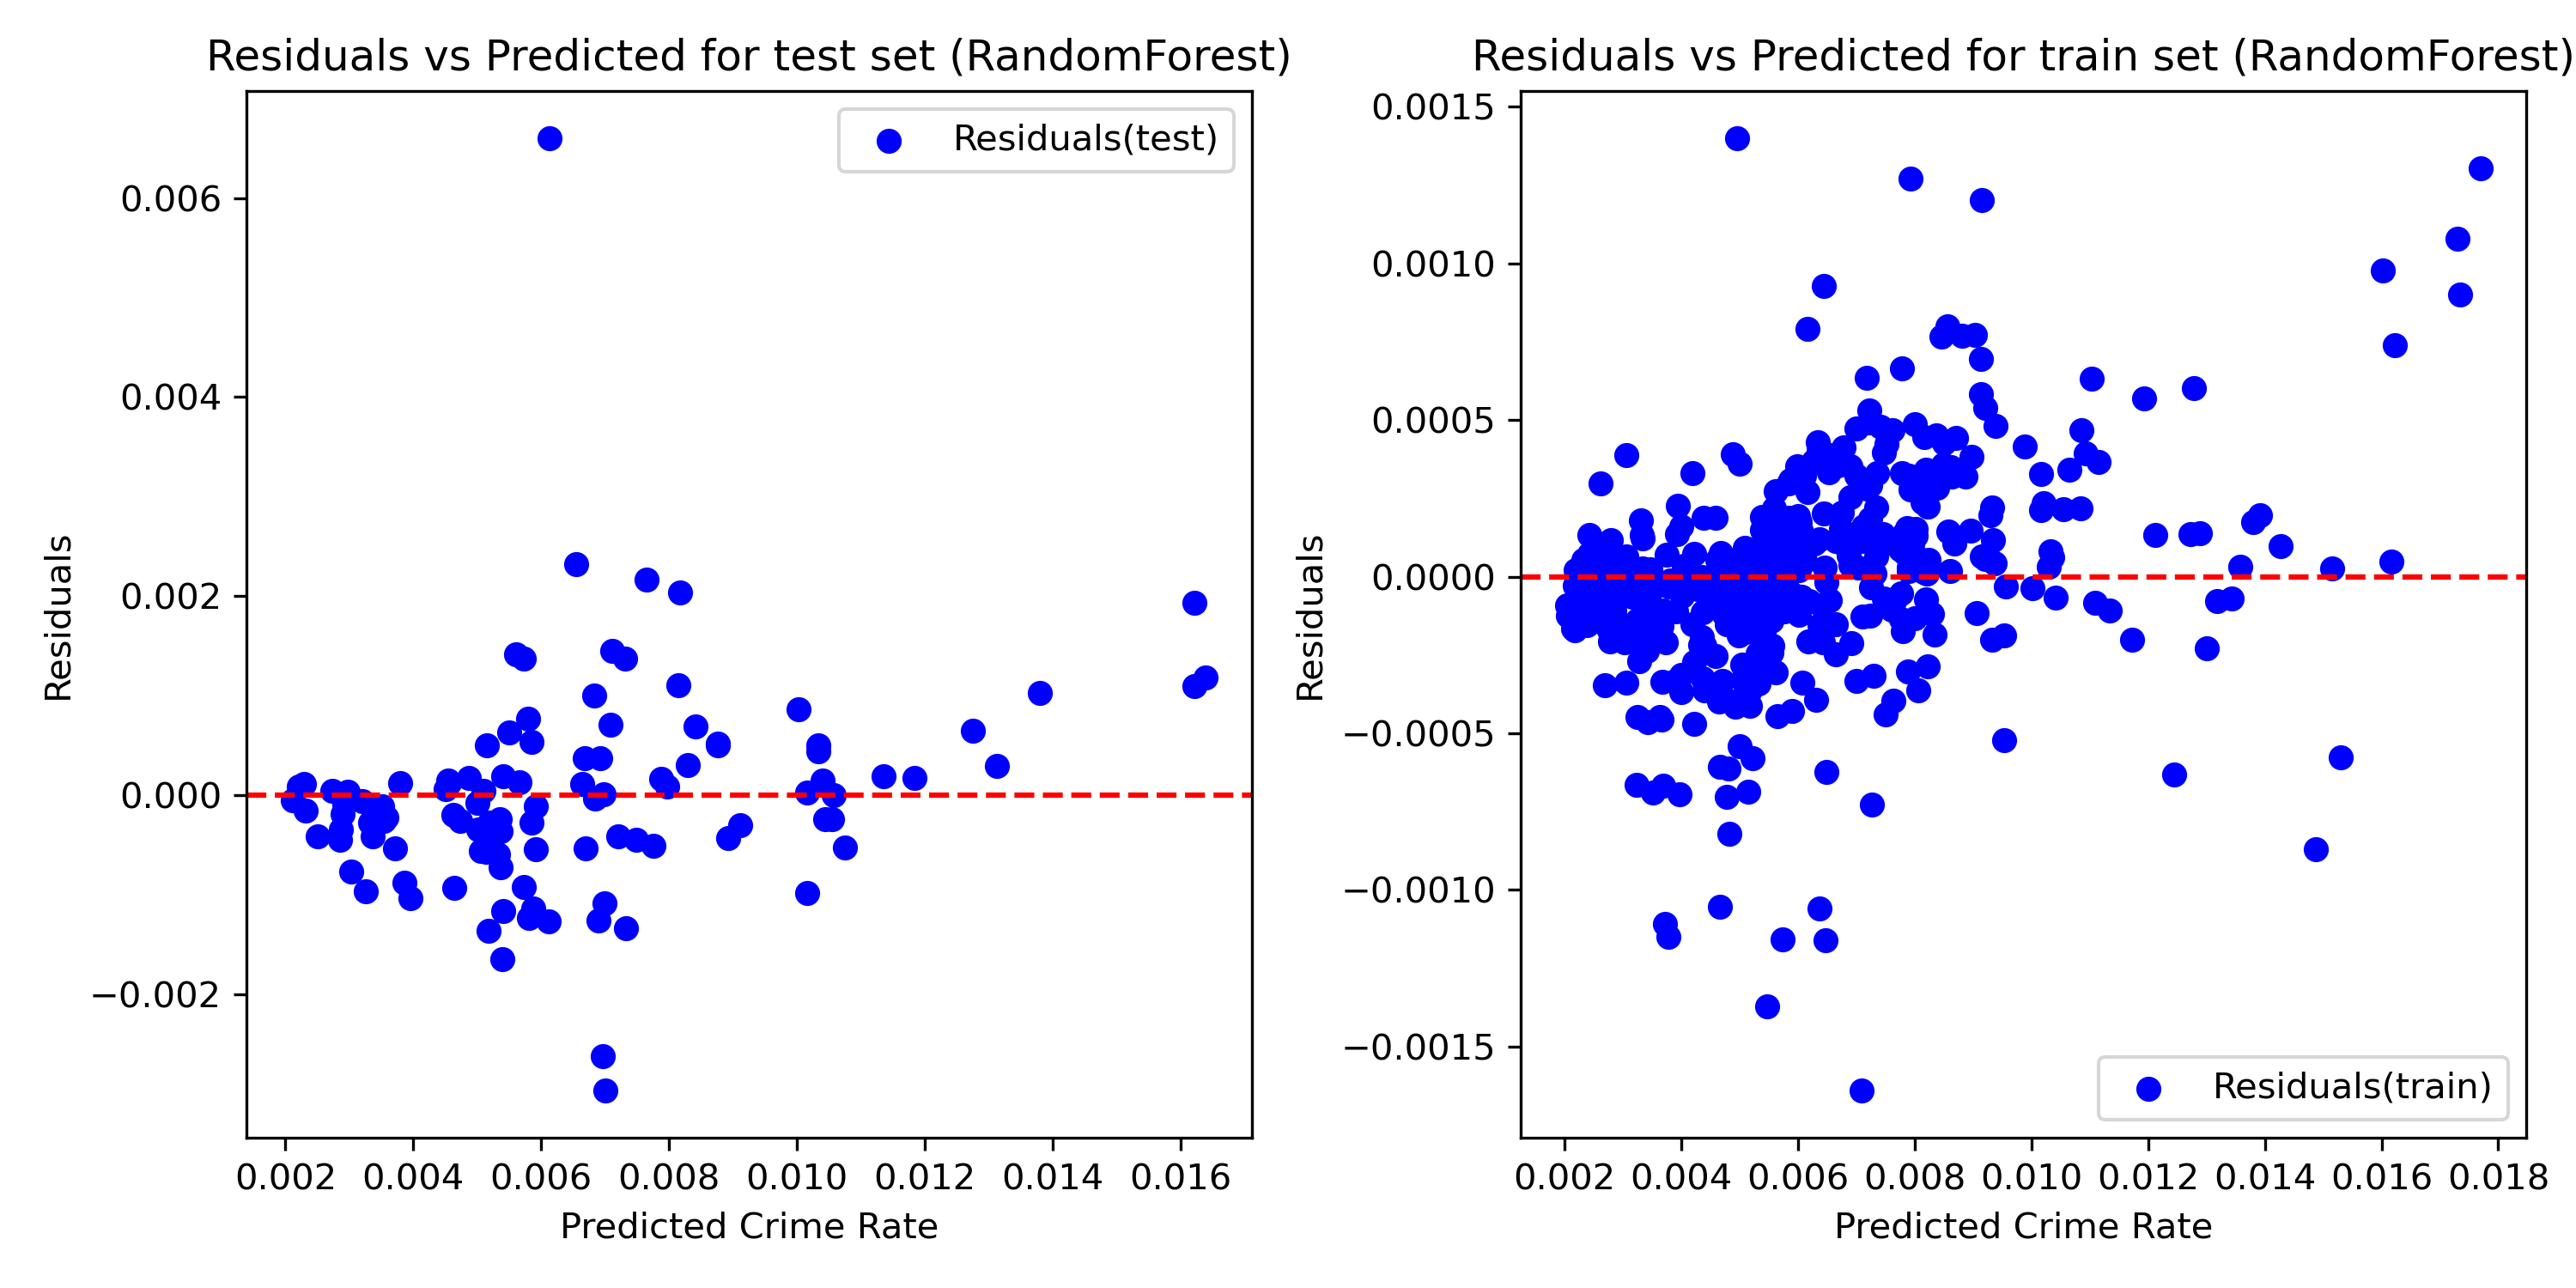 Residuals vs Predicted for test set (RandomForest)
Residuals(test)
0.006
0.004
0.002
0.000
−0.002
Residuals
0.002 0.004 0.006 0.008 0.010 0.012 0.014 0.016
Predicted Crime Rate
Residuals vs Predicted for train set (RandomForest)
0.0015
0.0010
0.0005
0.0000
−0.0005
−0.0010
−0.0015
Residuals
Residuals(train)
0.002 0.004 0.006 0.008 0.010 0.012 0.014 0.016 0.018
Predicted Crime Rate